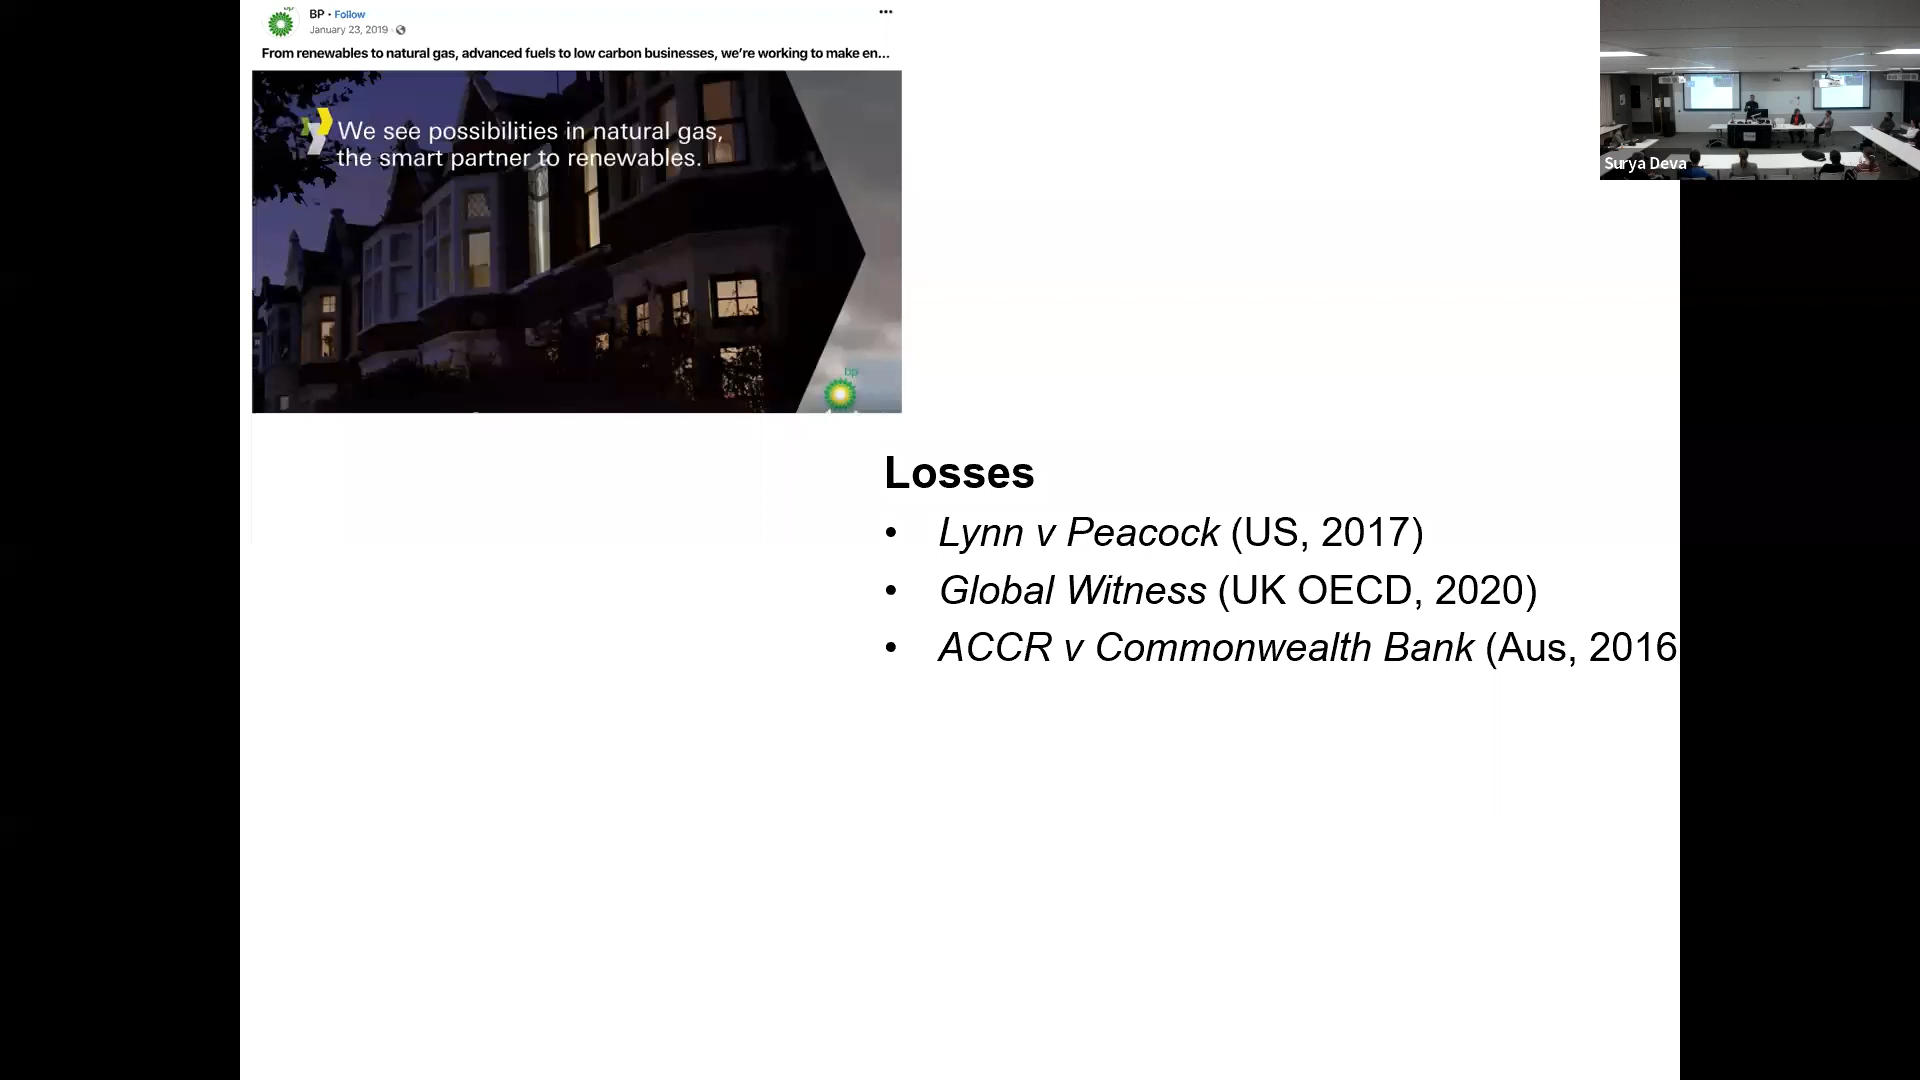 BP · Follow
January 23, 2019 ·
From renewables to natural gas, advanced fuels to low carbon businesses, we're working to make en...
We see possibilities in natural gas,
the smart partner to renewables.
bp
Losses
• Lynn v Peacock (US, 2017)
• Global Witness (UK OECD, 2020)
• ACCR v Commonwealth Bank (Aus, 2016
Surya Deva